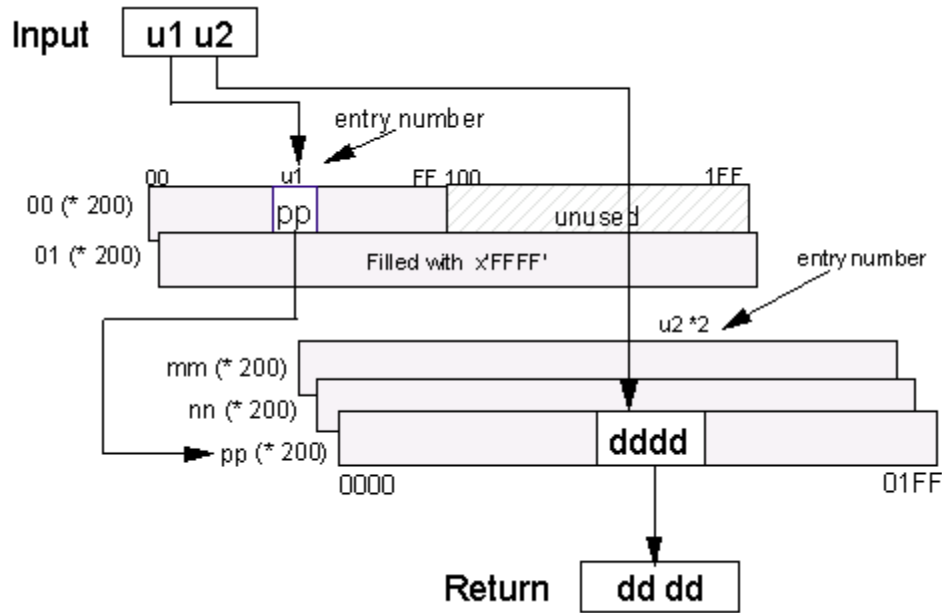 Input
u1 u2
entry number
00
u1
FF 100
1FF
00 (* 200)
pp
unused
01 (* 200)
Filled with x'FFFF'
entry number
u2 *2
mm (* 200)
nn (* 200)
pp (* 200)
dddd
0000
01FF
Return
dd dd